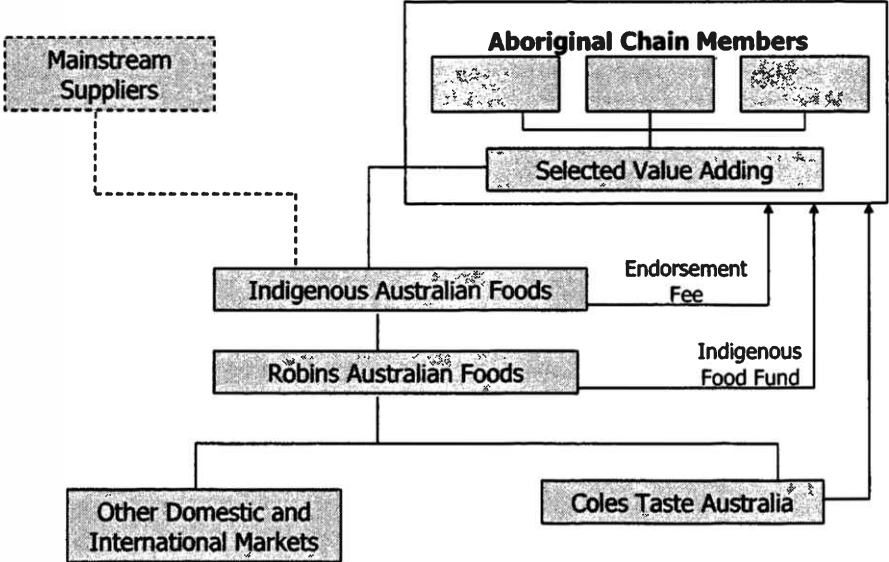 Aboriginal Chain Members
Mainstream
Suppliers
Selected Value Adding
Endorsement
Fee
Indigenous Australian Foods
Indigenous
Food Fund
Robins Australian Foods
Coles Taste Australia
Other Domestic and
International Markets